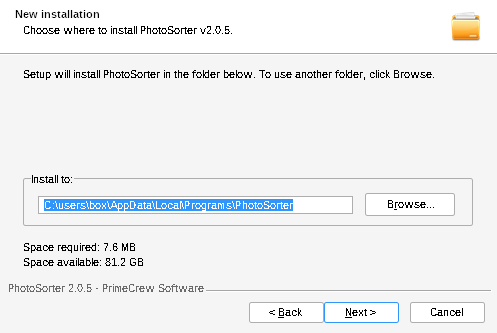 New installation
Choose where to install PhotoSorter v2.0.5.
Setup will install PhotoSorter in the folder below. To use another folder, click Browse.
Install to:
C:\users\box\AppData\Local\Programs\PhotoSorter
Browse...
Space required: 7.6 MB
Space available: 81.2 GB
PhotoSorter 2.0.5 - PrimeCrew Software
< Back
Next >
Cancel